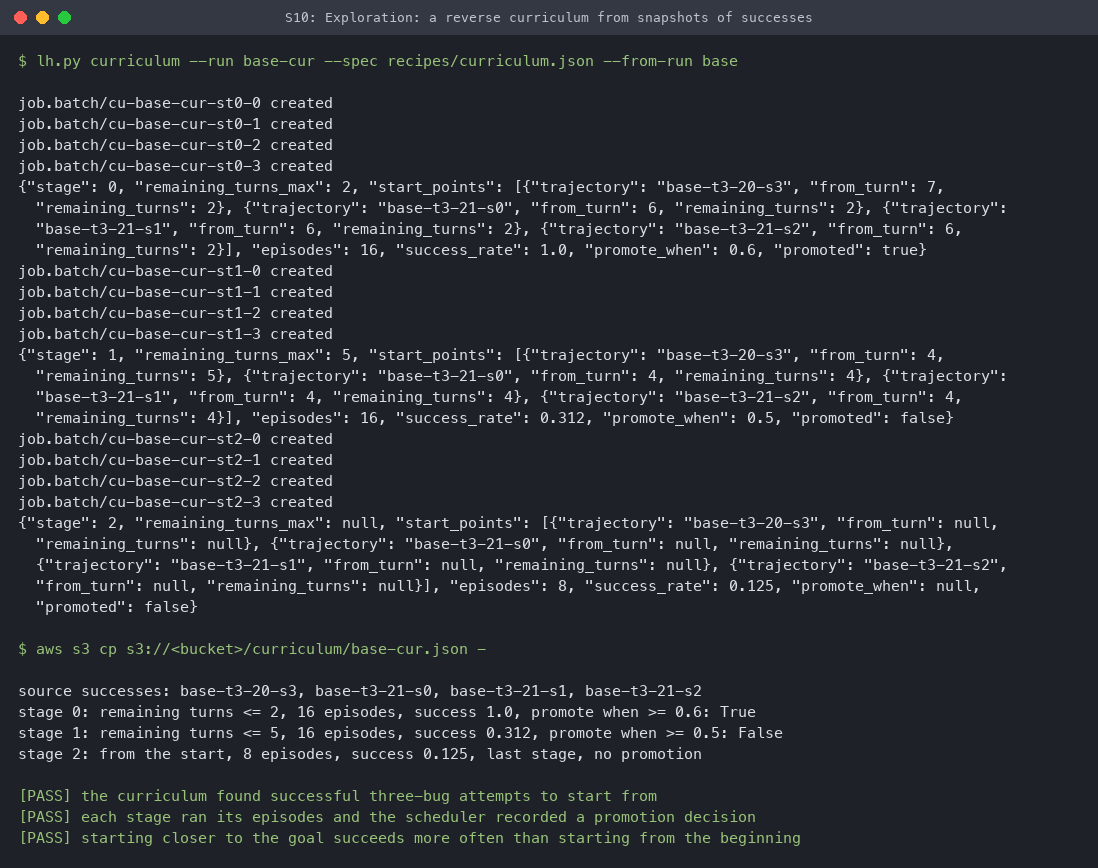 S10: Exploration: a reverse curriculum from snapshots of successes
$ lh.py curriculum --run base-cur --spec recipes/curriculum.json --from-run base
job.batch/cu-base-cur-st0-0 created
job.batch/cu-base-cur-st0-1 created
job.batch/cu-base-cur-st0-2 created
job.batch/cu-base-cur-st0-3 created
{"stage": 0, "remaining_turns_max": 2, "start_points": [{"trajectory": "base-t3-20-s3", "from_turn": 7,
"remaining_turns": 2}, {"trajectory": "base-t3-21-s0", "from_turn": 6, "remaining_turns": 2}, {"trajectory":
"base-t3-21-s1", "from_turn": 6, "remaining_turns": 2}, {"trajectory": "base-t3-21-s2", "from_turn": 6,
"remaining_turns": 2}], "episodes": 16, "success_rate": 1.0, "promote_when": 0.6, "promoted": true}
job.batch/cu-base-cur-st1-0 created
job.batch/cu-base-cur-st1-1 created
job.batch/cu-base-cur-st1-2 created
job.batch/cu-base-cur-st1-3 created
{"stage": 1, "remaining_turns_max": 5, "start_points": [{"trajectory": "base-t3-20-s3", "from_turn": 4,
"remaining_turns": 5}, {"trajectory": "base-t3-21-s0", "from_turn": 4, "remaining_turns": 4}, {"trajectory":
"base-t3-21-s1", "from_turn": 4, "remaining_turns": 4}, {"trajectory": "base-t3-21-s2", "from_turn": 4,
"remaining_turns": 4}], "episodes": 16, "success_rate": 0.312, "promote_when": 0.5, "promoted": false}
job.batch/cu-base-cur-st2-0 created
job.batch/cu-base-cur-st2-1 created
job.batch/cu-base-cur-st2-2 created
job.batch/cu-base-cur-st2-3 created
{"stage": 2, "remaining_turns_max": null, "start_points": [{"trajectory": "base-t3-20-s3", "from_turn": null,
"remaining_turns": null}, {"trajectory": "base-t3-21-s0", "from_turn": null, "remaining_turns": null},
{"trajectory": "base-t3-21-s1", "from_turn": null, "remaining_turns": null}, {"trajectory": "base-t3-21-s2",
"from_turn": null, "remaining_turns": null}], "episodes": 8, "success_rate": 0.125, "promote_when": null,
"promoted": false}
$ aws s3 cp s3://<bucket>/curriculum/base-cur.json -
source successes: base-t3-20-s3, base-t3-21-s0, base-t3-21-s1, base-t3-21-s2
stage 0: remaining turns <= 2, 16 episodes, success 1.0, promote when >= 0.6: True
stage 1: remaining turns <= 5, 16 episodes, success 0.312, promote when >= 0.5: False
stage 2: from the start, 8 episodes, success 0.125, last stage, no promotion
[PASS] the curriculum found successful three-bug attempts to start from
[PASS] each stage ran its episodes and the scheduler recorded a promotion decision
[PASS] starting closer to the goal succeeds more often than starting from the beginning